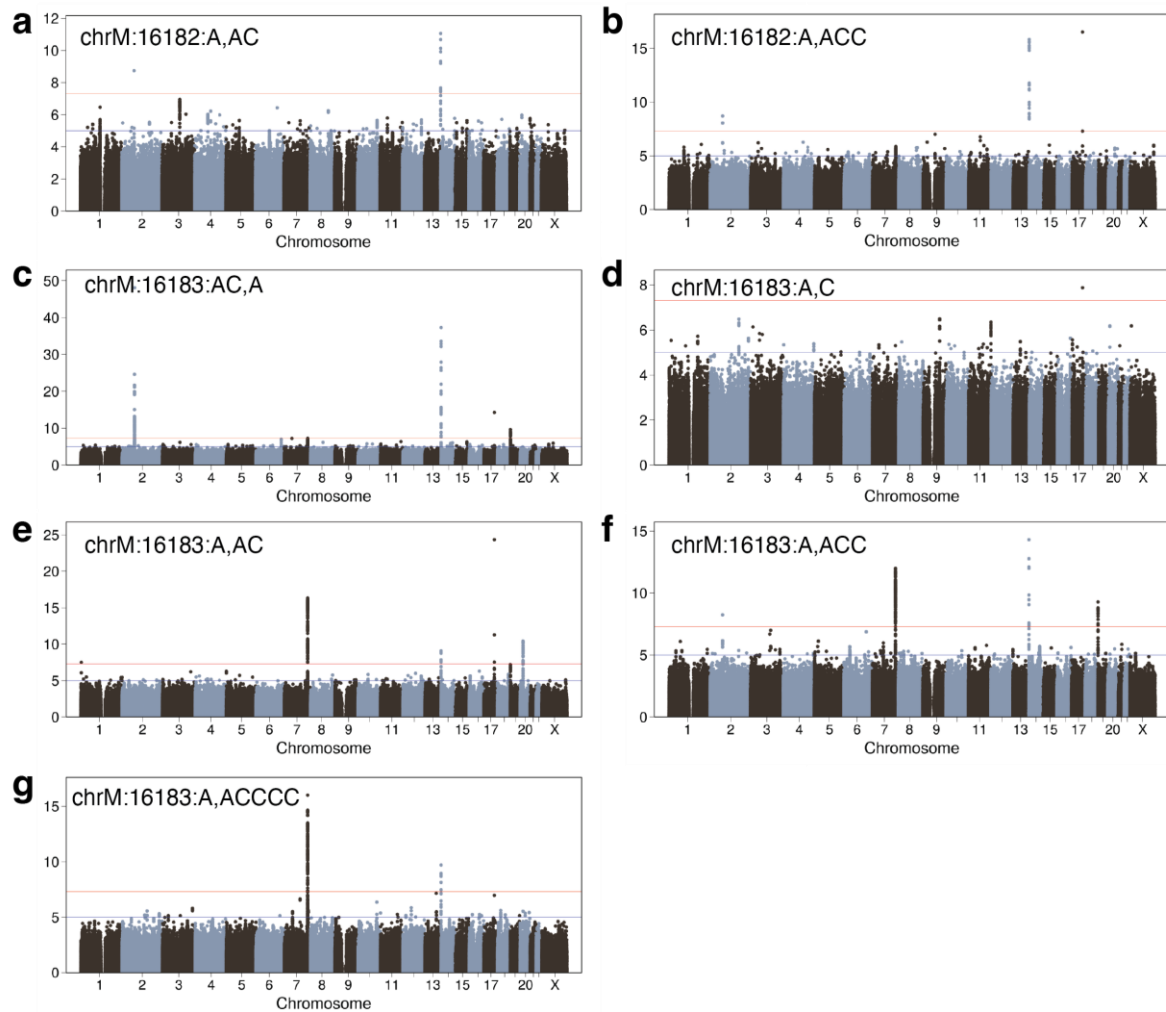 a
chrM:16182:A,AC
12
10
8
6
4
2
0
1 2 3 4 5 6 7 8 9 11 13 15 17 20 X
Chromosome
b
chrM:16182:A,ACC
15
10
5
0
1 2 3 4 5 6 7 8 9 11 13 15 17 20 X
Chromosome
c
chrM:16183:AC,A
50
40
30
20
10
0
1 2 3 4 5 6 7 8 9 11 13 15 17 20 X
Chromosome
d
chrM:16183:A,C
8
6
4
2
0
1 2 3 4 5 6 7 8 9 11 13 15 17 20 X
Chromosome
e
chrM:16183:A,AC
25
20
15
10
5
0
1 2 3 4 5 6 7 8 9 11 13 15 17 20 X
Chromosome
f
chrM:16183:A,ACC
15
10
5
0
1 2 3 4 5 6 7 8 9 11 13 15 17 20 X
Chromosome
g
chrM:16183:A,ACCCC
15
10
5
0
1 2 3 4 5 6 7 8 9 11 13 15 17 20 X
Chromosome